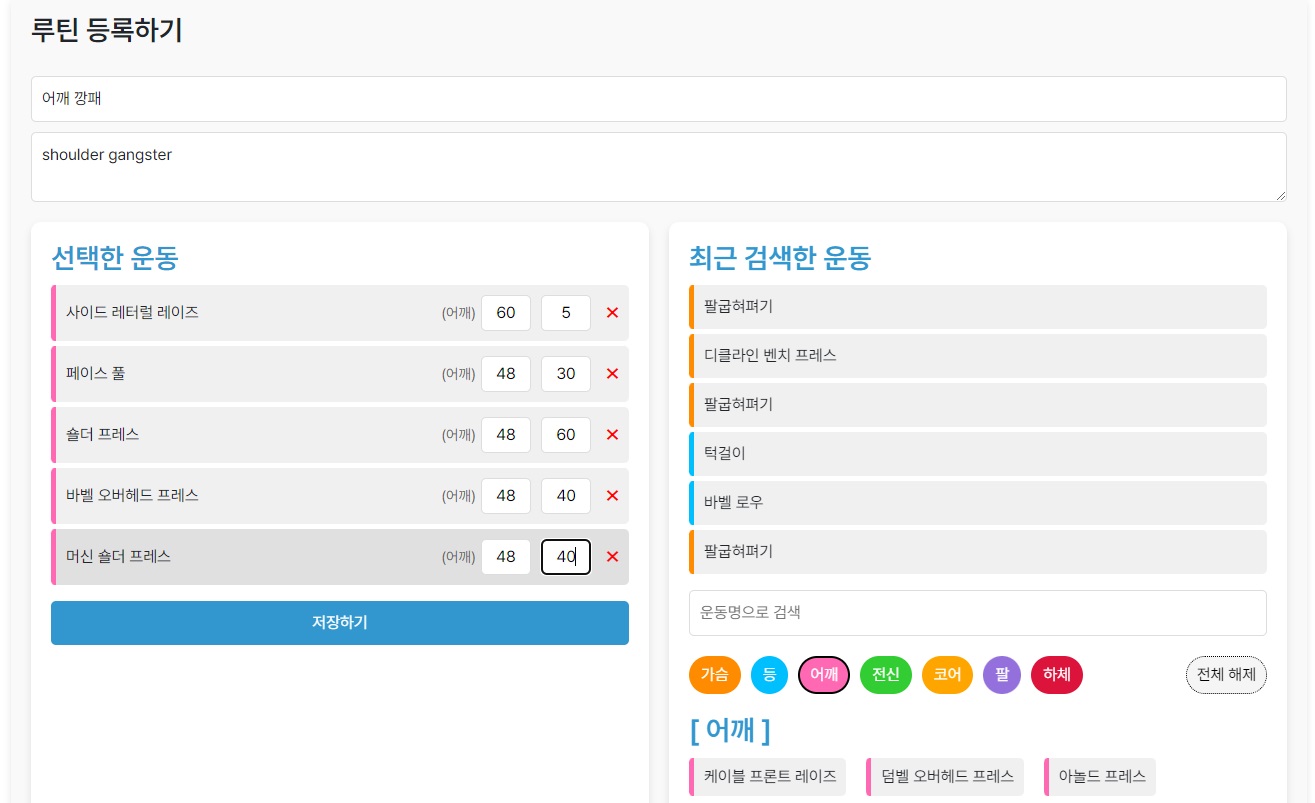 루틴 등록하기
어깨 깡패
shoulder gangster
선택한 운동
사이드 레터럴 레이즈 (어깨) 60 5 ✕
페이스 풀 (어깨) 48 30 ✕
숄더 프레스 (어깨) 48 60 ✕
바벨 오버헤드 프레스 (어깨) 48 40 ✕
머신 숄더 프레스 (어깨) 48 40 ✕
저장하기
최근 검색한 운동
팔굽혀펴기
디클라인 벤치 프레스
팔굽혀펴기
턱걸이
바벨 로우
팔굽혀펴기
운동명으로 검색
가슴 등 어깨 전신 코어 팔 하체 전체 해제
[ 어깨 ]
케이블 프론트 레이즈 덤벨 오버헤드 프레스 아놀드 프레스